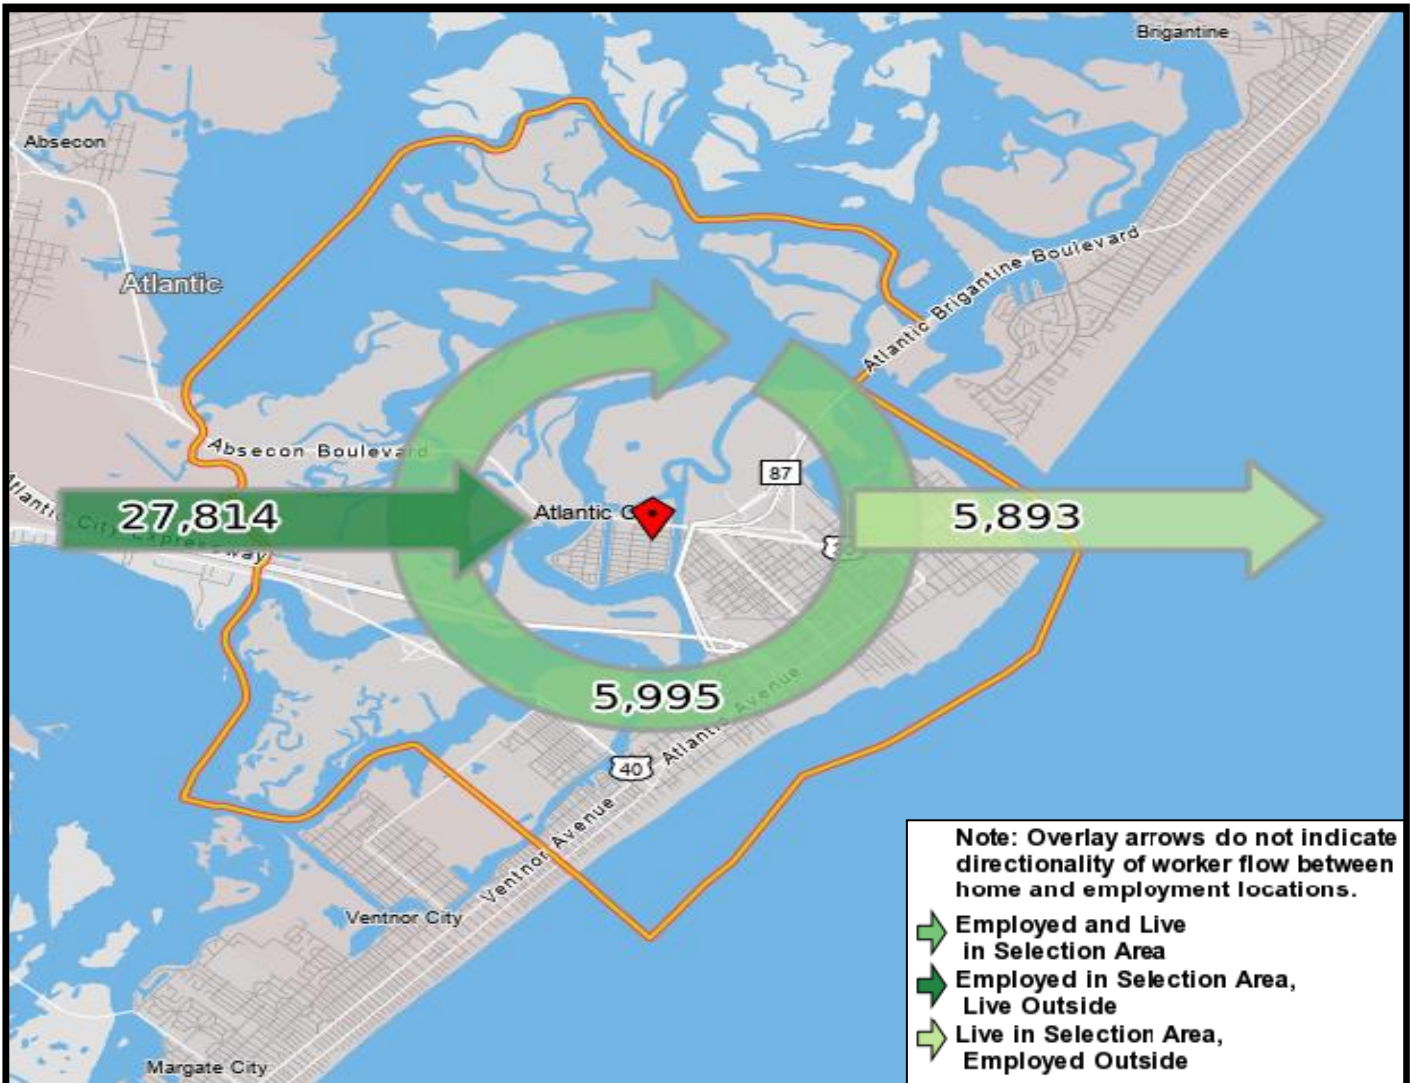 Brigantine
Absecon
Atlantic
Atlantic Brigantine Boulevard
Absecon Boulevard
87
Atlantic City Expressway
27,814
Atlantic
5,893
5,995
Atlantic Avenue
40
Ventnor Avenue
Ventnor City
Margate City
Note: Overlay arrows do not indicate
directionality of worker flow between
home and employment locations.
Employed and Live
in Selection Area
Employed in Selection Area,
Live Outside
Live in Selection Area,
Employed Outside